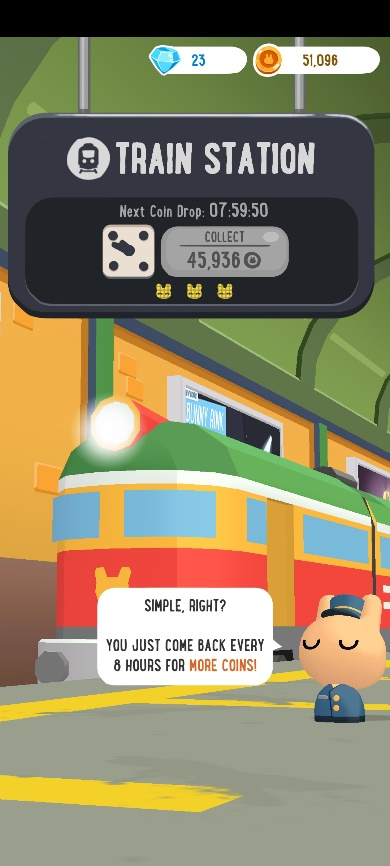 23
51,096
TRAIN STATION
Next Coin Drop: 07:59:50
COLLECT
45,936
BUNNY RINK
SIMPLE, RIGHT?
YOU JUST COME BACK EVERY
8 HOURS FOR MORE COINS!